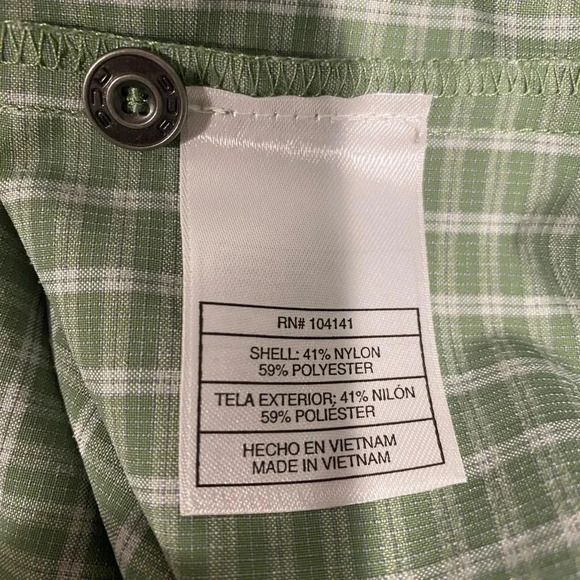 RN# 104141
SHELL: 41% NYLON
59% POLYESTER
TELA EXTERIOR: 41% NILÓN
59% POLIÉSTER
HECHO EN VIETNAM
MADE IN VIETNAM